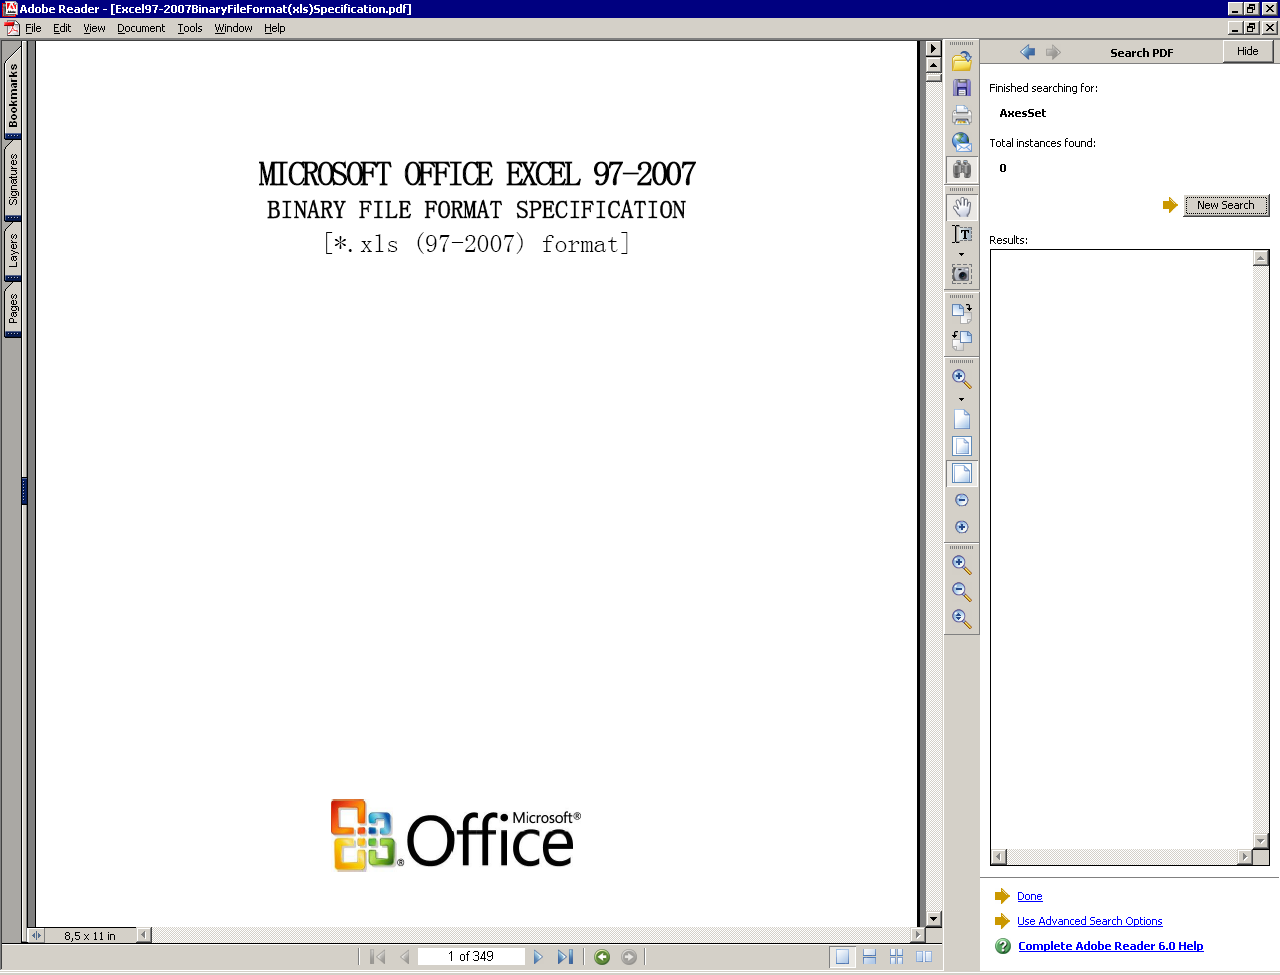 Adobe Reader - [Excel97-2007BinaryFileFormat(xls)Specification.pdf]
File Edit View Document Tools Window Help
Bookmarks
Signatures
Layers
Pages
MICROSOFT OFFICE EXCEL 97-2007
BINARY FILE FORMAT SPECIFICATION
[*.xls (97-2007) format]
Microsoft®
Office®
8,5 x 11 in
1 of 349
Search PDF
Hide
Finished searching for:
AxesSet
Total instances found:
0
New Search
Results:
Done
Use Advanced Search Options
Complete Adobe Reader 6.0 Help